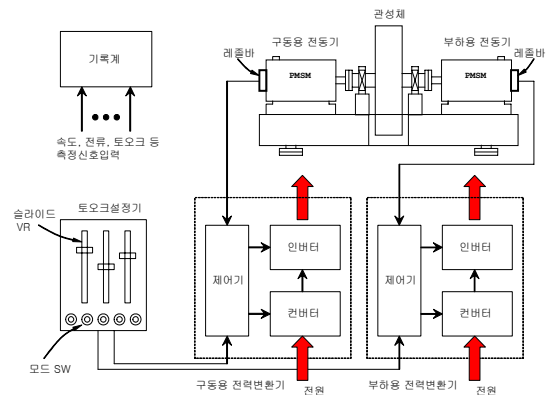 관성체
구동용 전동기
부하용 전동기
레졸바
레졸바
기록계
PMSM
PMSM
속도, 전류, 토오크 등
측정신호입력
토오크설정기
슬라이드
VR
제어기
인버터
컨버터
제어기
인버터
컨버터
모드 SW
구동용 전력변환기
전원
부하용 전력변환기
전원